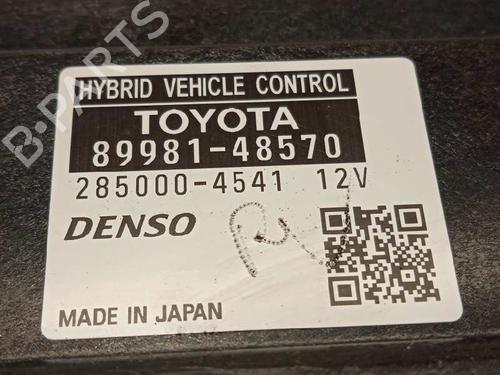 B-PARTS
HYBRID VEHICLE CONTROL
TOYOTA
89981-48570
285000-4541 12V
DENSO
MADE IN JAPAN